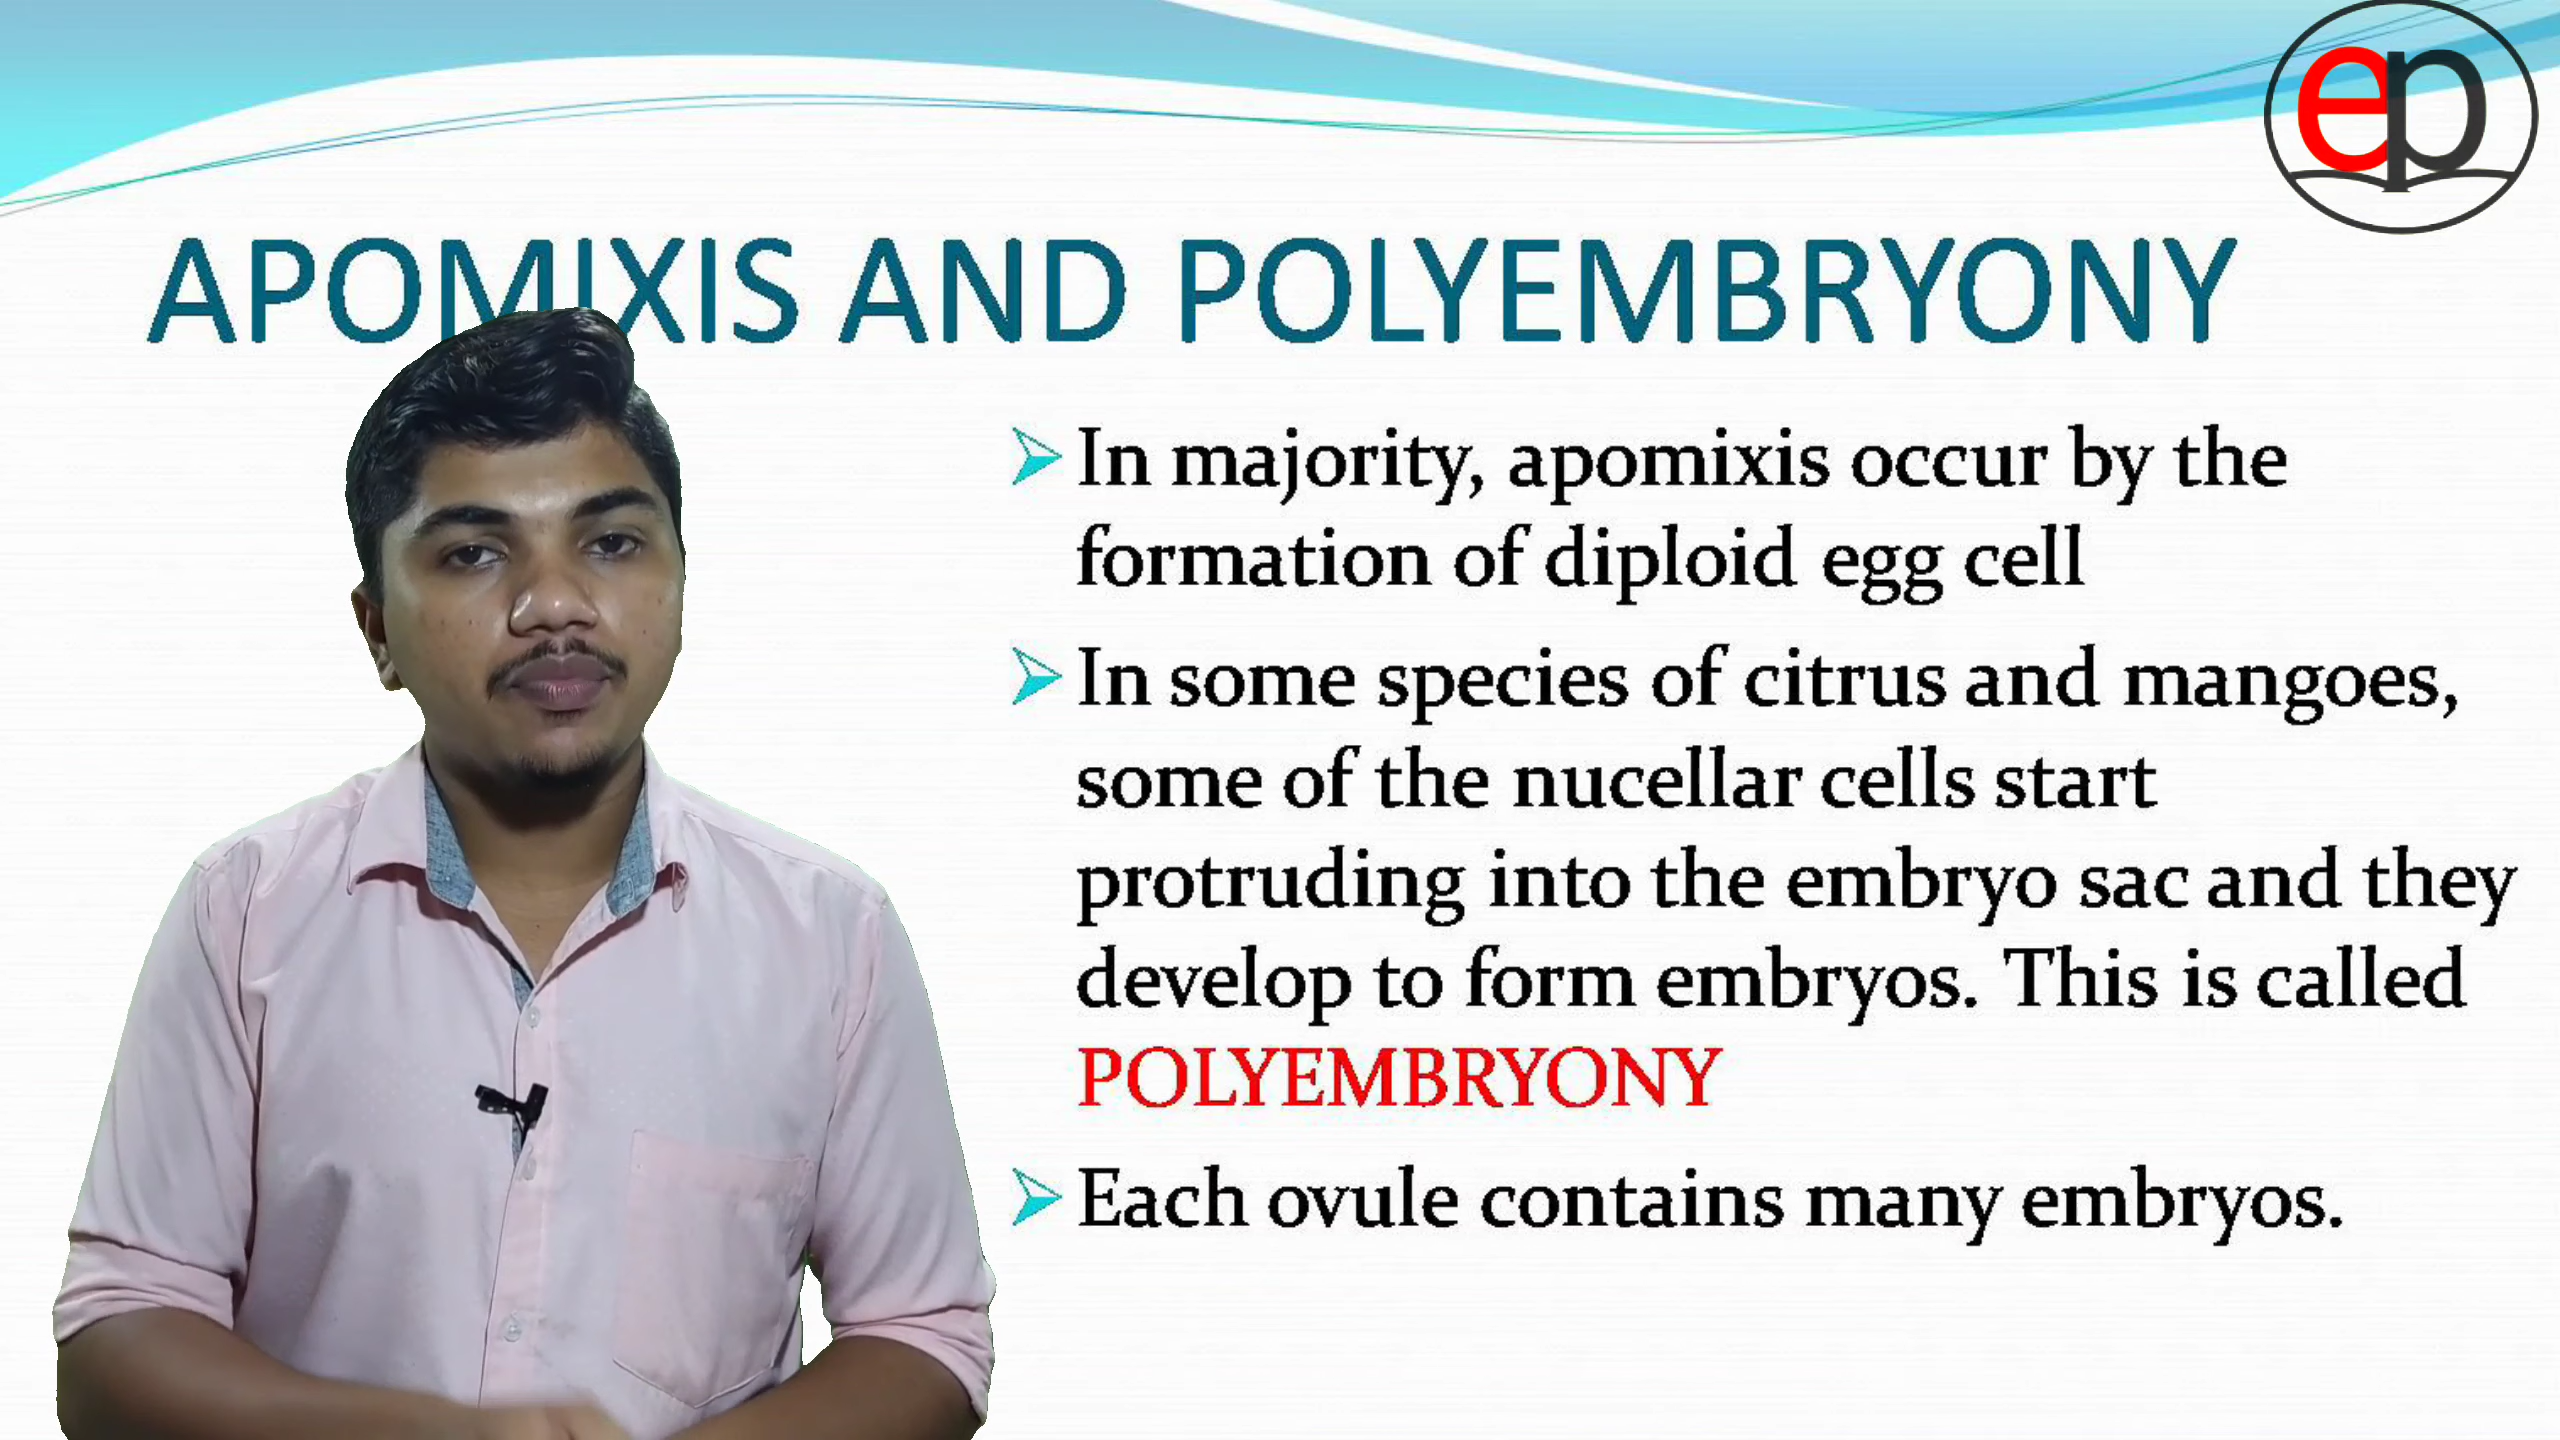 ep
APOMIXIS AND POLYEMBRYONY
In majority, apomixis occur by the
formation of diploid egg cell
In some species of citrus and mangoes,
some of the nucellar cells start
protruding into the embryo sac and they
develop to form embryos. This is called
POLYEMBRYONY
Each ovule contains many embryos.